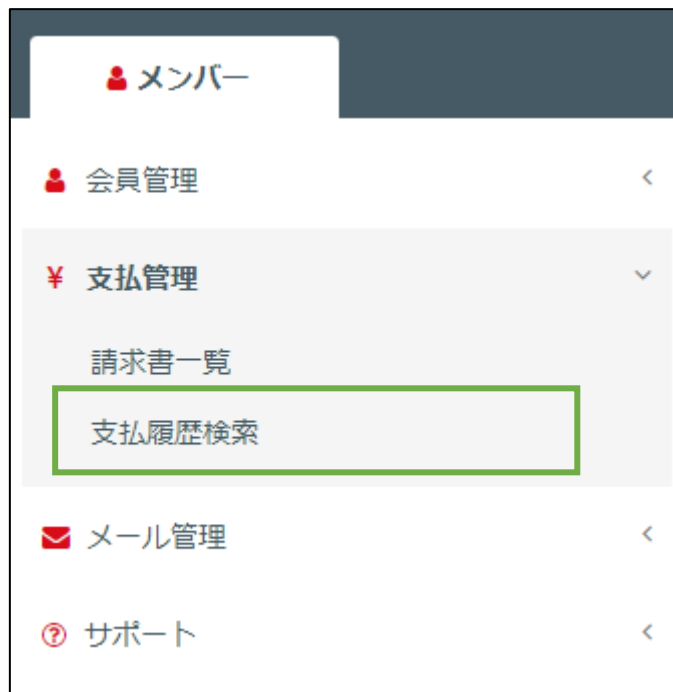 メンバー
会員管理
¥ 支払管理
請求書一覧
支払履歴検索
メール管理
サポート